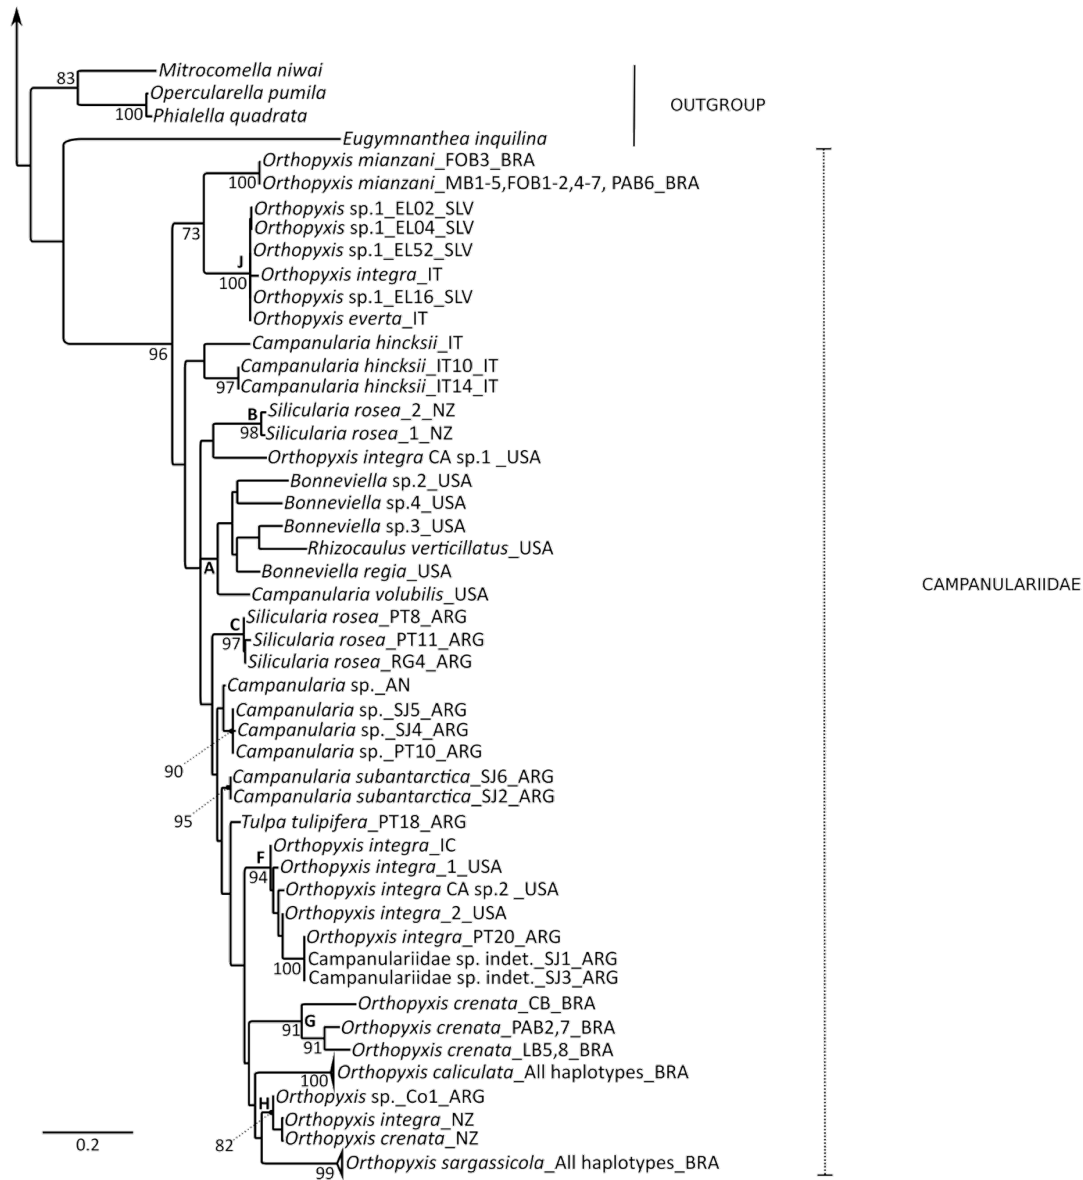 83
Mitrocomella niwai
Opercularella pumila
100
Phialella quadrata
OUTGROUP
Eugymnanthea inquilina
Orthopyxis mianzani_FOB3_BRA
100
Orthopyxis mianzani_MB1-5,FOB1-2,4-7, PAB6_BRA
Orthopyxis sp.1_EL02_SLV
Orthopyxis sp.1_EL04_SLV
73
Orthopyxis sp.1_EL52_SLV
J
Orthopyxis integra_IT
100
Orthopyxis sp.1_EL16_SLV
Orthopyxis everta_IT
96
Campanularia hincksii_IT
Campanularia hincksii_IT10_IT
97
Campanularia hincksii_IT14_IT
B
Silicularia rosea_2_NZ
98
Silicularia rosea_1_NZ
Orthopyxis integra CA sp.1 _USA
Bonneviella sp.2_USA
Bonneviella sp.4_USA
Bonneviella sp.3_USA
Rhizocaulus verticillatus_USA
A
Bonneviella regia_USA
CAMPANULARIIDAE
Campanularia volubilis_USA
Silicularia rosea_PT8_ARG
C
97
Silicularia rosea_PT11_ARG
Silicularia rosea_RG4_ARG
Campanularia sp._AN
Campanularia sp._SJ5_ARG
Campanularia sp._SJ4_ARG
Campanularia sp._PT10_ARG
90
Campanularia subantarctica_SJ6_ARG
Campanularia subantarctica_SJ2_ARG
95
Tulpa tulipifera_PT18_ARG
Orthopyxis integra_IC
F
Orthopyxis integra_1_USA
94
Orthopyxis integra CA sp.2 _USA
Orthopyxis integra_2_USA
Orthopyxis integra_PT20_ARG
Campanulariidae sp. indet._SJ1_ARG
100
Campanulariidae sp. indet._SJ3_ARG
Orthopyxis crenata_CB_BRA
G
91
Orthopyxis crenata_PAB2,7_BRA
91
Orthopyxis crenata_LB5,8_BRA
100
Orthopyxis caliculata_All haplotypes_BRA
H
Orthopyxis sp._Co1_ARG
Orthopyxis integra_NZ
Orthopyxis crenata_NZ
82
99
Orthopyxis sargassicola_All haplotypes_BRA
0.2